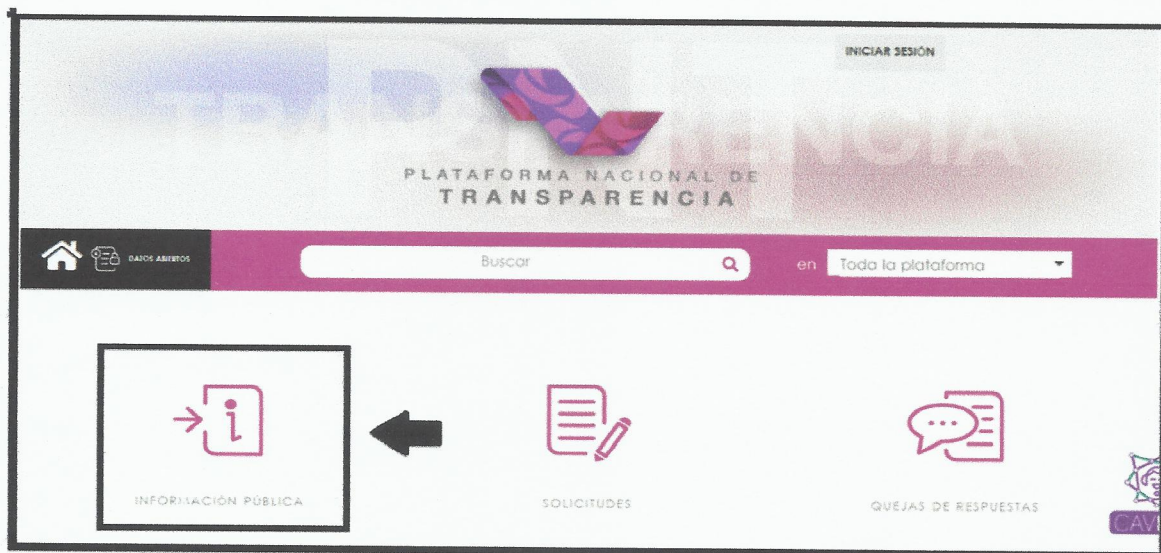 INICIAR SESIÓN
PLATAFORMA NACIONAL DE
TRANSPARENCIA
DATOS ABIERTOS
Buscar
en
Toda la plataforma
INFORMACIÓN PÚBLICA
SOLICITUDES
QUEJAS DE RESPUESTAS